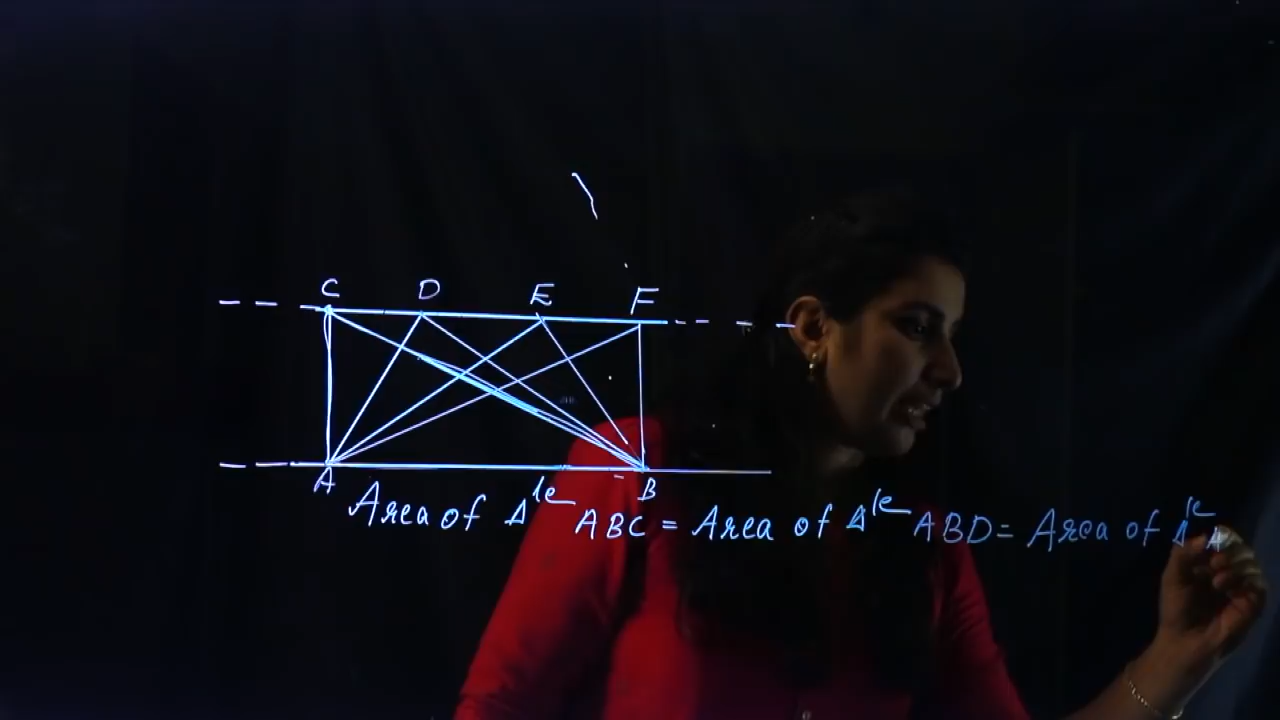 C D E F
A B
Area of Δle ABC = Area of Δle ABD = Area of Δle A